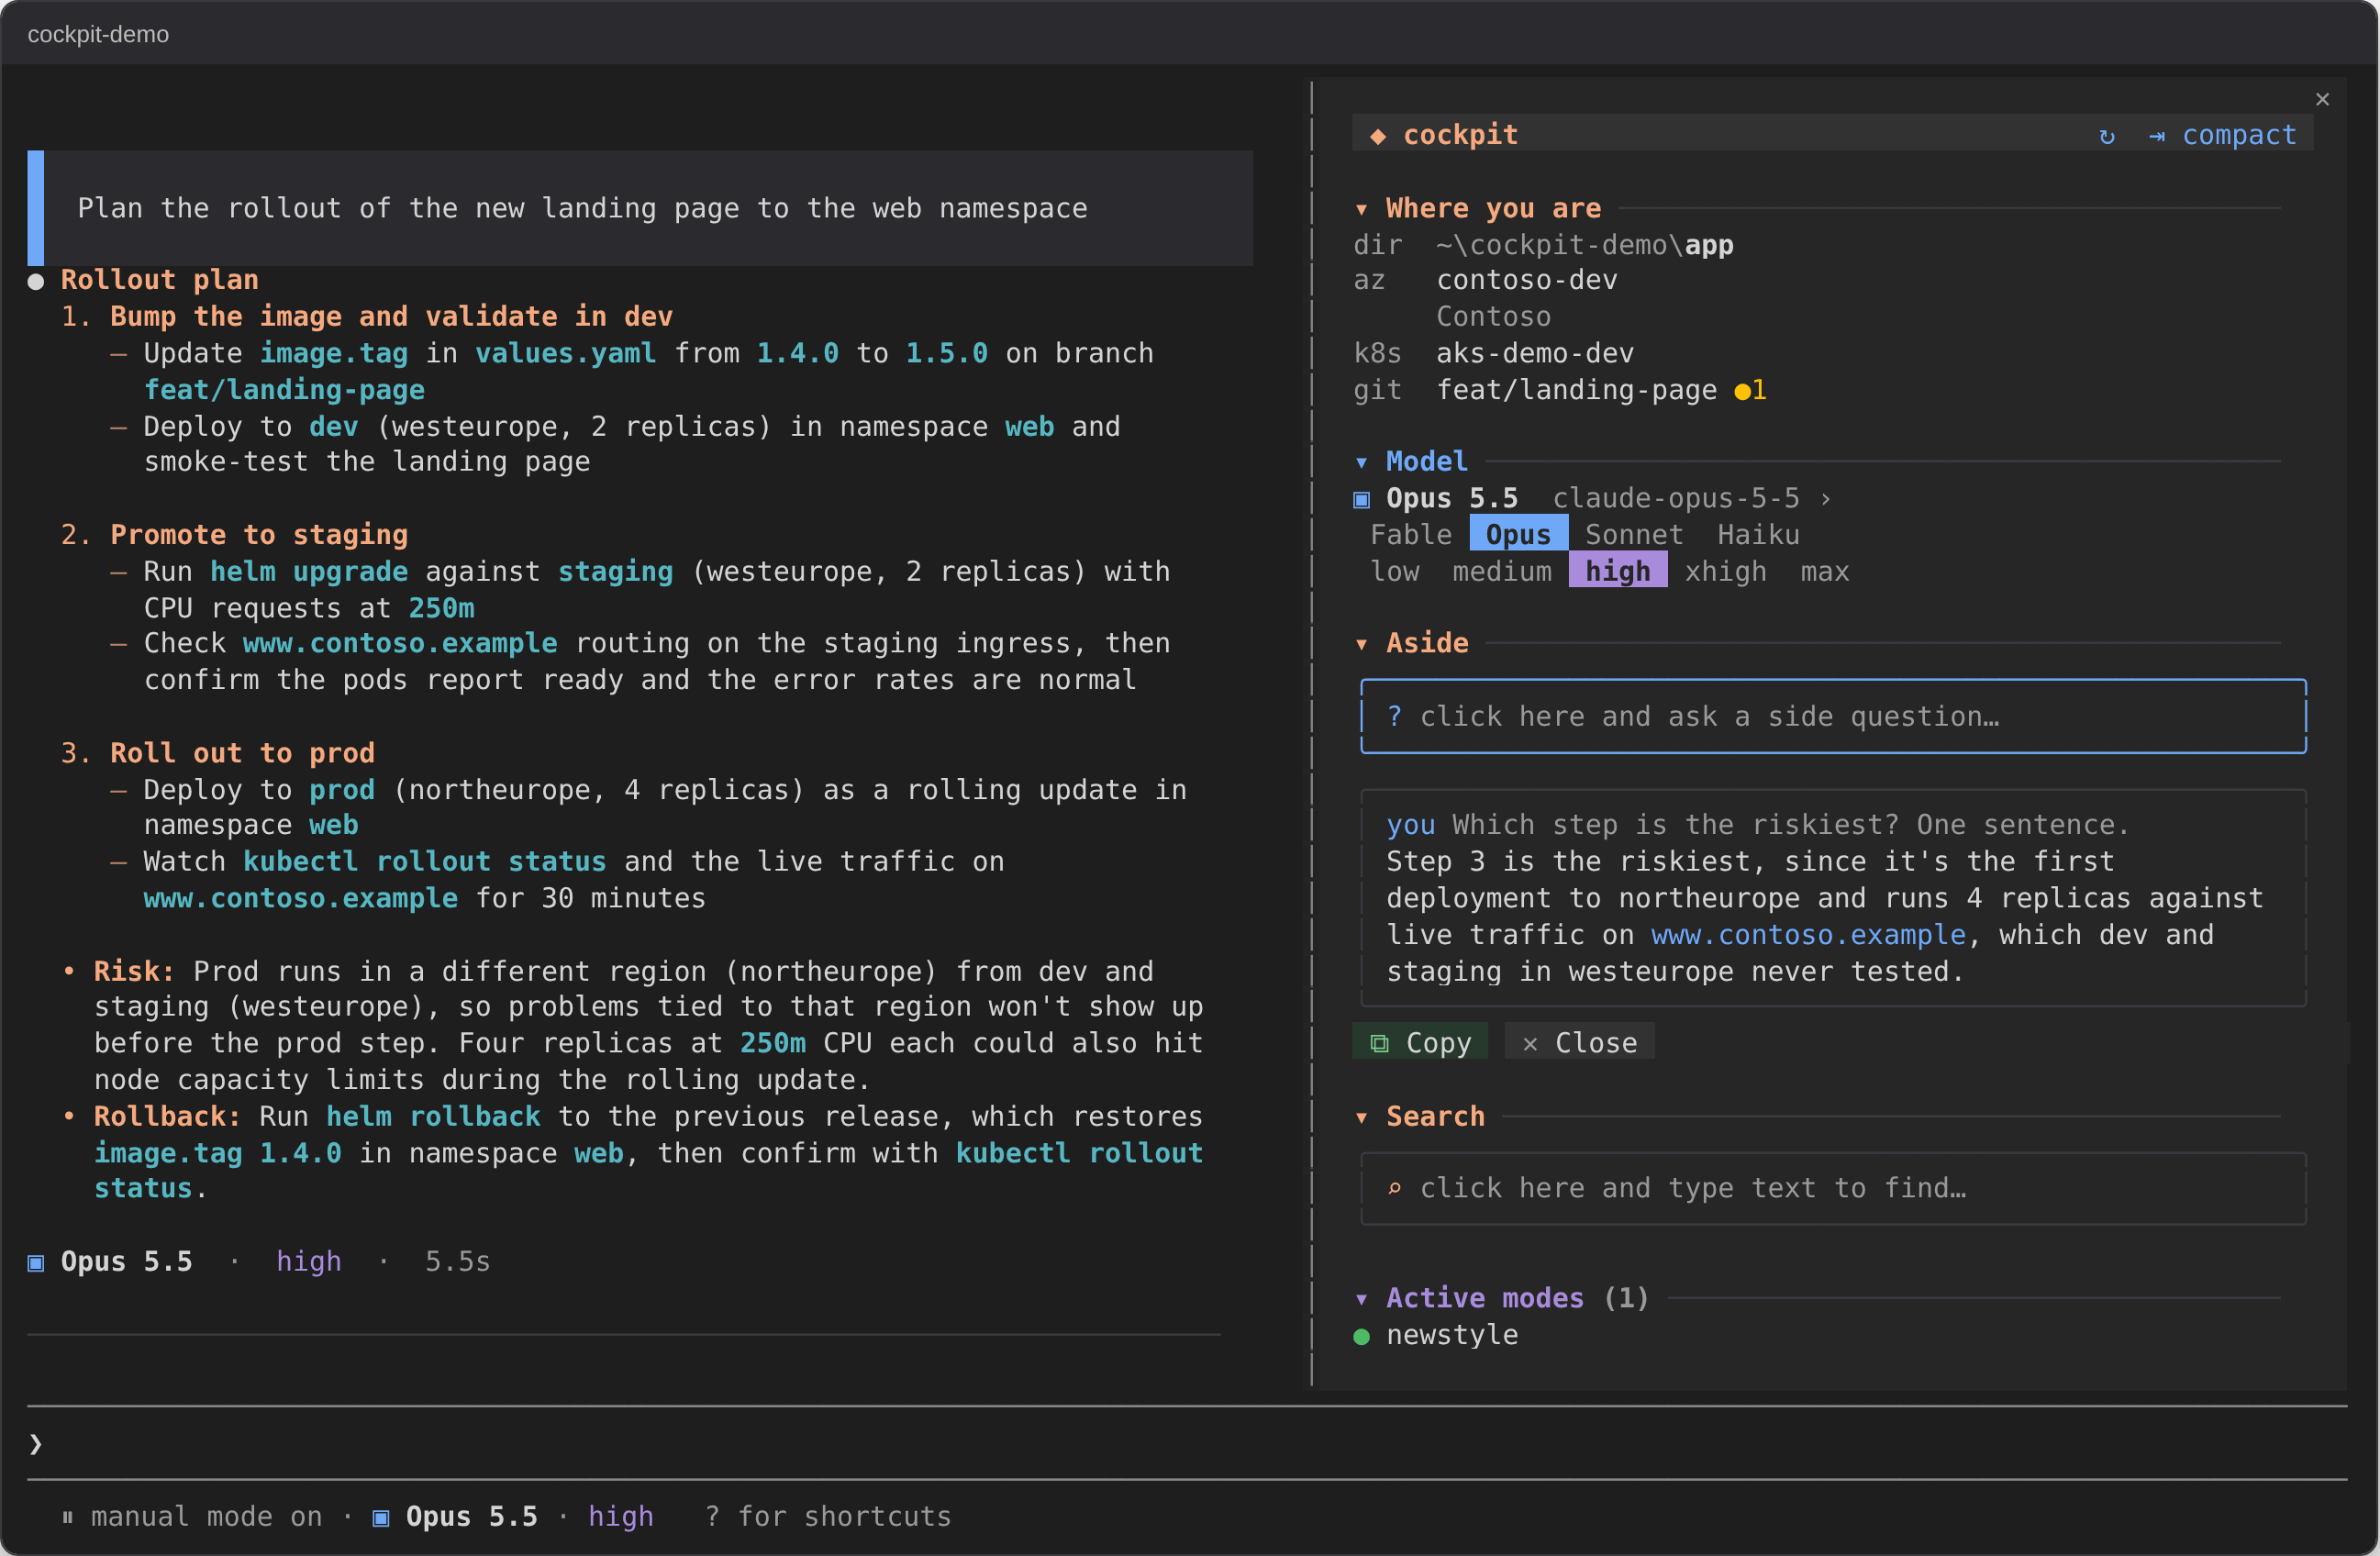 cockpit-demo
Plan the rollout of the new landing page to the web namespace
● Rollout plan
1. Bump the image and validate in dev
– Update image.tag in values.yaml from 1.4.0 to 1.5.0 on branch
feat/landing-page
– Deploy to dev (westeurope, 2 replicas) in namespace web and
smoke-test the landing page
2. Promote to staging
– Run helm upgrade against staging (westeurope, 2 replicas) with
CPU requests at 250m
– Check www.contoso.example routing on the staging ingress, then
confirm the pods report ready and the error rates are normal
3. Roll out to prod
– Deploy to prod (northeurope, 4 replicas) as a rolling update in
namespace web
– Watch kubectl rollout status and the live traffic on
www.contoso.example for 30 minutes
• Risk: Prod runs in a different region (northeurope) from dev and
staging (westeurope), so problems tied to that region won't show up
before the prod step. Four replicas at 250m CPU each could also hit
node capacity limits during the rolling update.
• Rollback: Run helm rollback to the previous release, which restores
image.tag 1.4.0 in namespace web, then confirm with kubectl rollout
status.
▣ Opus 5.5 · high · 5.5s
×
◆ cockpit ↻ ⇥ compact
▾ Where you are
dir ~\cockpit-demo\app
az contoso-dev
Contoso
k8s aks-demo-dev
git feat/landing-page ●1
▾ Model
▣ Opus 5.5 claude-opus-5-5 ›
Fable Opus Sonnet Haiku
low medium high xhigh max
▾ Aside
? click here and ask a side question…
you Which step is the riskiest? One sentence.
Step 3 is the riskiest, since it's the first
deployment to northeurope and runs 4 replicas against
live traffic on www.contoso.example, which dev and
staging in westeurope never tested.
⧉ Copy × Close
▾ Search
⌕ click here and type text to find…
▾ Active modes (1)
● newstyle
❯
⏸ manual mode on · ▣ Opus 5.5 · high ? for shortcuts